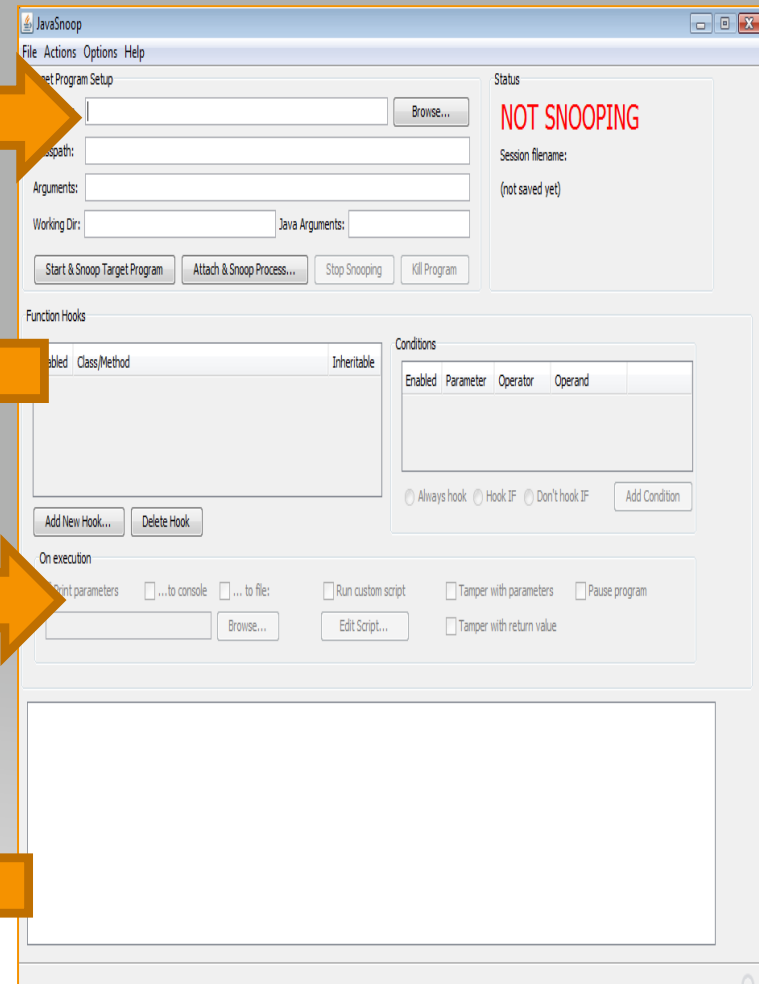 JavaSnoop
File Actions Options Help
Program Setup
Browse...
Arguments:
Working Dir:
Java Arguments:
Start & Snoop Target Program
Attach & Snoop Process...
Stop Snooping
Kill Program
Status
NOT SNOOPING
Session filename:
(not saved yet)
Function Hooks
Class/Method
Inheritable
Add New Hook...
Delete Hook
Conditions
Enabled Parameter Operator Operand
Always hook
Hook IF
Don't hook IF
Add Condition
On execution
Print parameters
...to console
... to file:
Run custom script
Tamper with parameters
Pause program
Browse...
Edit Script...
Tamper with return value